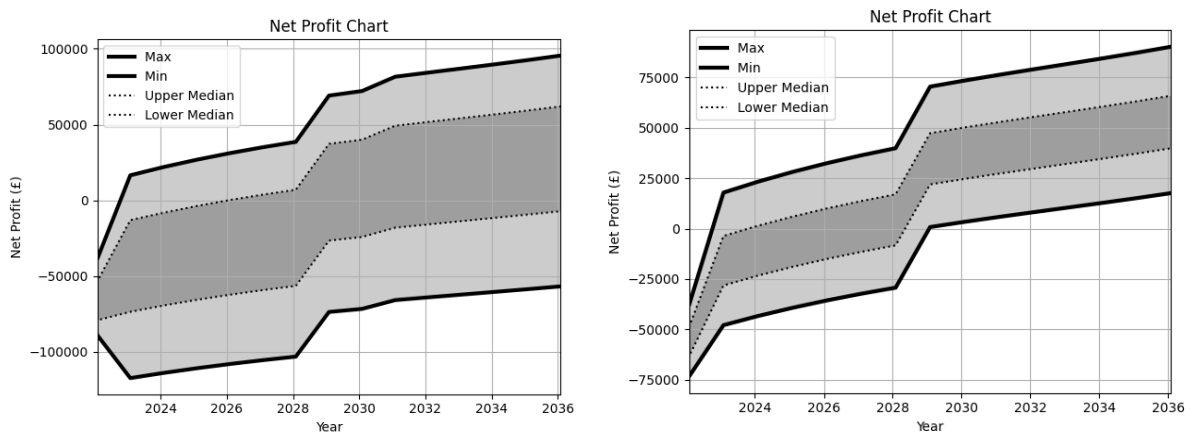 Net Profit Chart
Max
Min
Upper Median
Lower Median
Net Profit (£)
100000
50000
0
−50000
−100000
2024 2026 2028 2030 2032 2034 2036
Year
Net Profit Chart
Max
Min
Upper Median
Lower Median
Net Profit (£)
75000
50000
25000
0
−25000
−50000
−75000
2024 2026 2028 2030 2032 2034 2036
Year